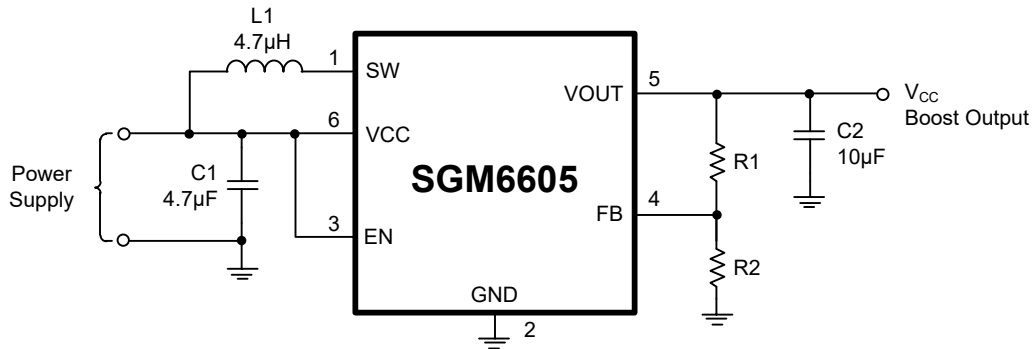 L1
4.7µH
1
SW
6
VCC
Power
Supply
C1
4.7µF
3
EN
SGM6605
GND
2
VOUT
5
FB
4
R1
R2
C2
10µF
VCC
Boost Output